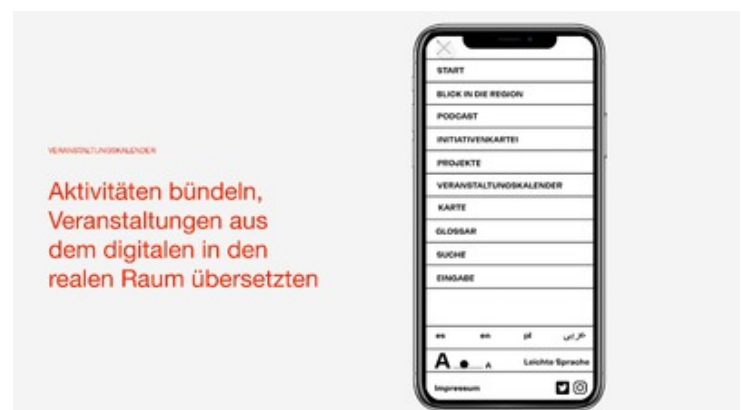 VERANSTALTUNGSKALENDER
Aktivitäten bündeln,
Veranstaltungen aus
dem digitalen in den
realen Raum übersetzten
START
BLICK IN DIE REGION
PODCAST
INITIATIVENKARTEI
PROJEKTE
VERANSTALTUNGSKALENDER
KARTE
GLOSSAR
SUCHE
EINGABE
es en pl عربي
A A Leichte Sprache
Impressum